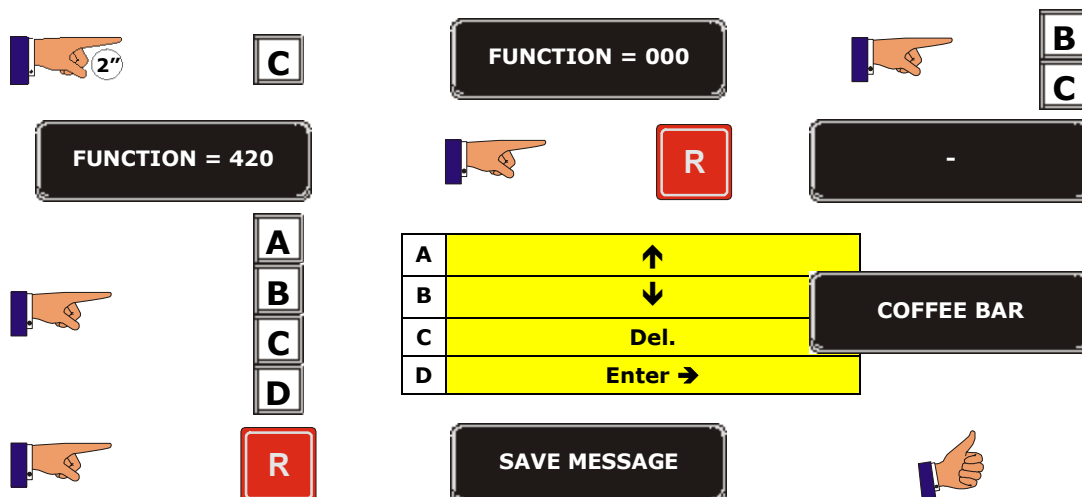 2”
C
FUNCTION = 000
B
C
FUNCTION = 420
R
-
A
B
C
D
A ↑
B ↓
C Del.
D Enter →
COFFEE BAR
R
SAVE MESSAGE